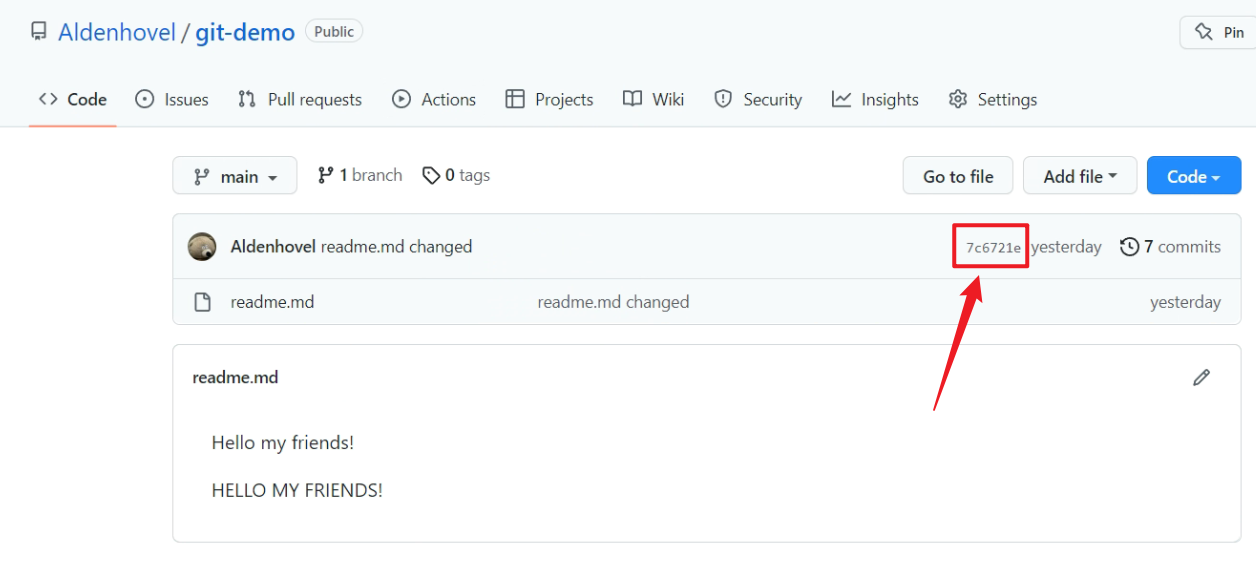 Aldenhovel / git-demo Public Pin
Code Issues Pull requests Actions Projects Wiki Security Insights Settings
main 1 branch 0 tags Go to file Add file Code
Aldenhovel readme.md changed 7c6721e yesterday 7 commits
readme.md readme.md changed yesterday
readme.md
Hello my friends!
HELLO MY FRIENDS!